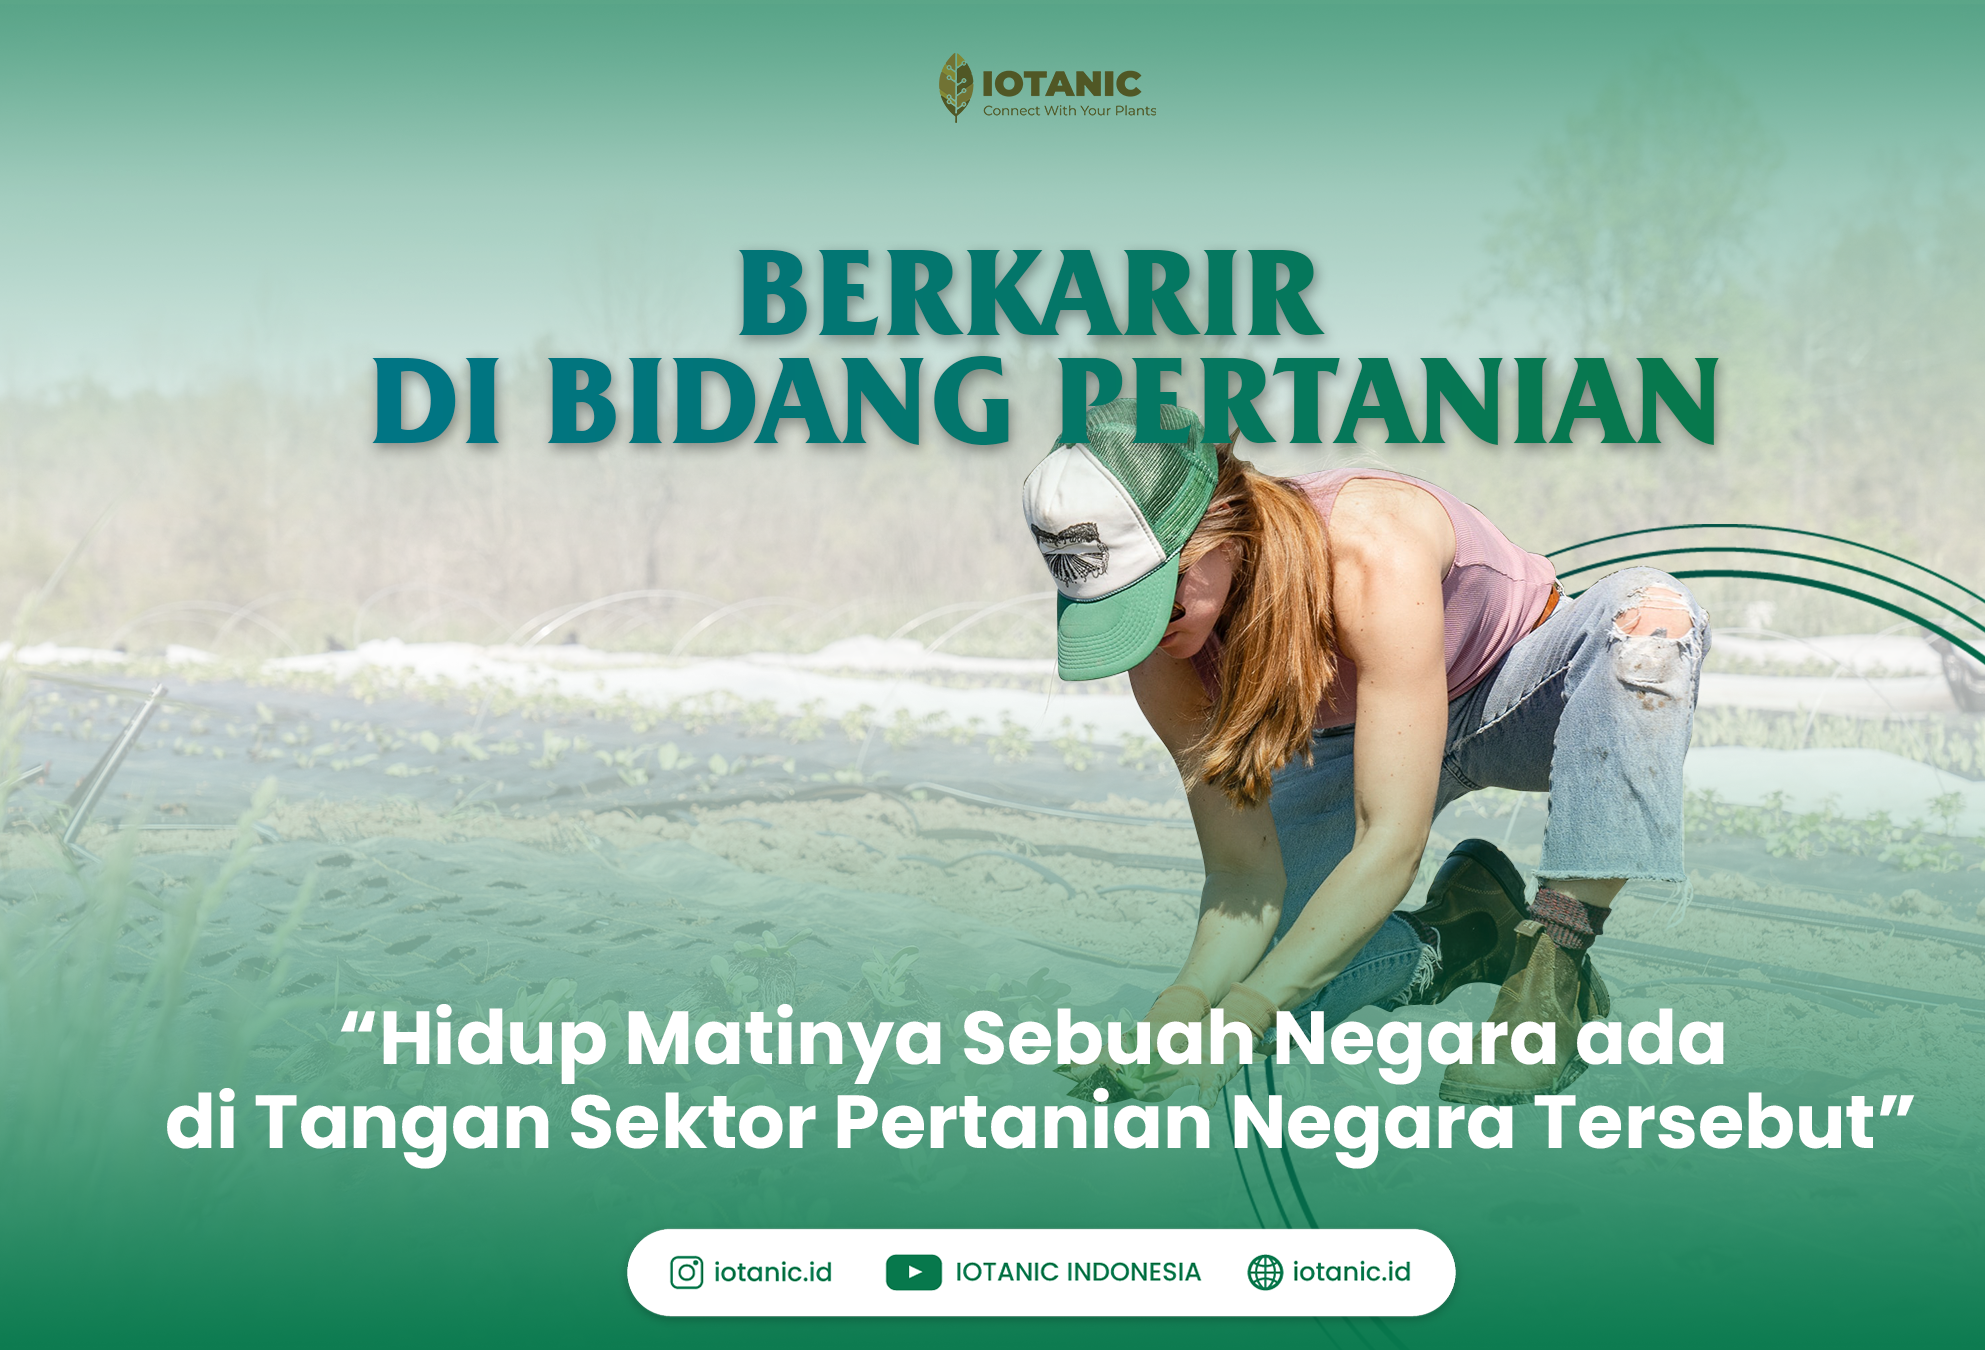 IOTANIC
Connect With Your Plants
BERKARIR
DI BIDANG PERTANIAN
“Hidup Matinya Sebuah Negara ada
di Tangan Sektor Pertanian Negara Tersebut”
iotanic.id IOTANIC INDONESIA iotanic.id